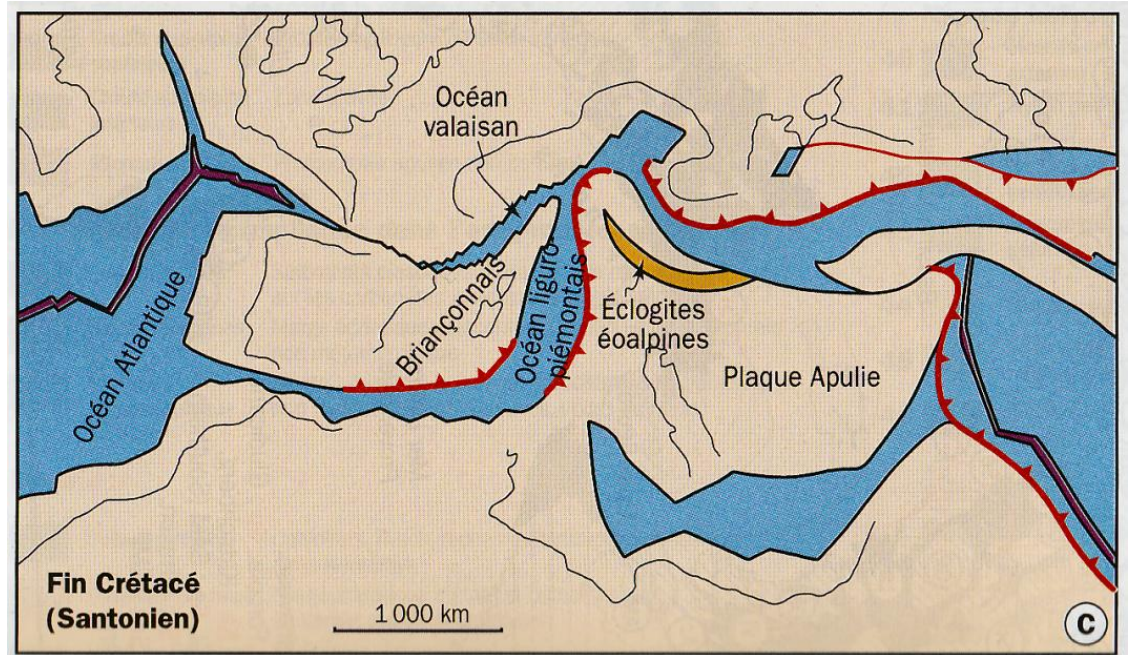 Océan
valaisan
Océan Atlantique
Briançonnais
Océan liguro
piémontais
Éclogites
éoalpines
Plaque Apulie
Fin Crétacé
(Santonien)
1 000 km
C